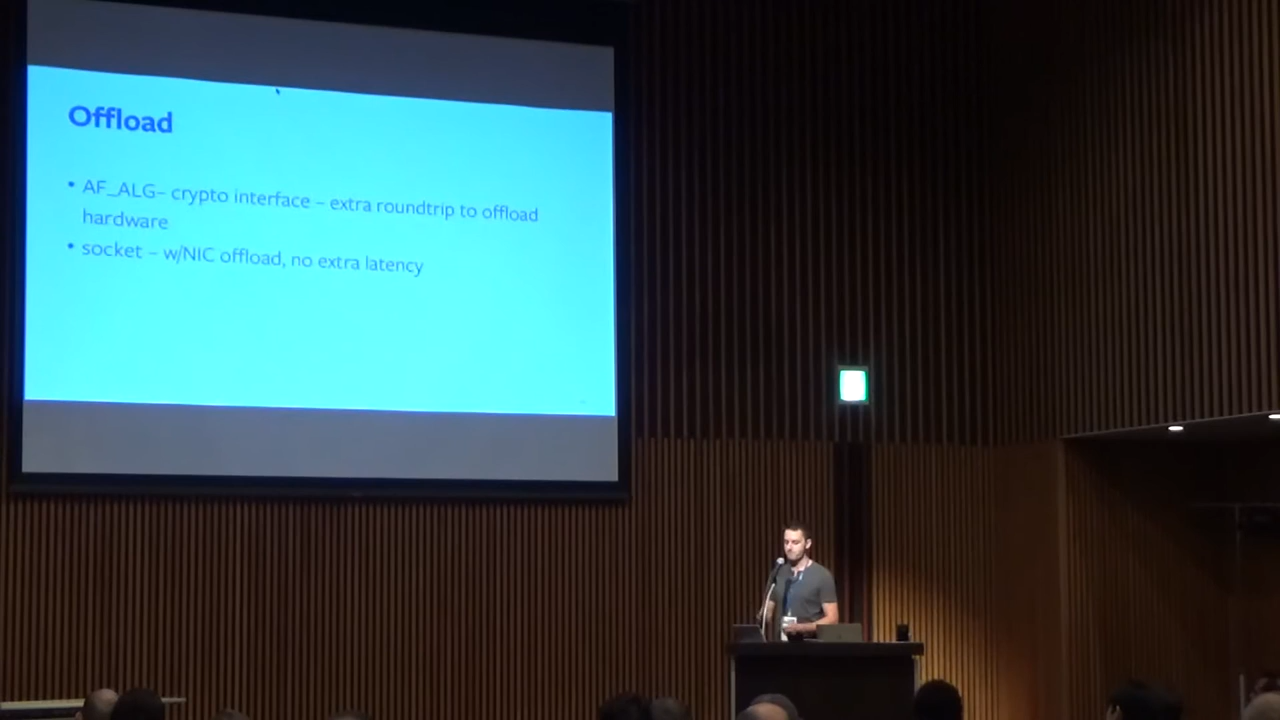 Offload
• AF_ALG– crypto interface – extra roundtrip to offload
hardware
• socket – w/NIC offload, no extra latency